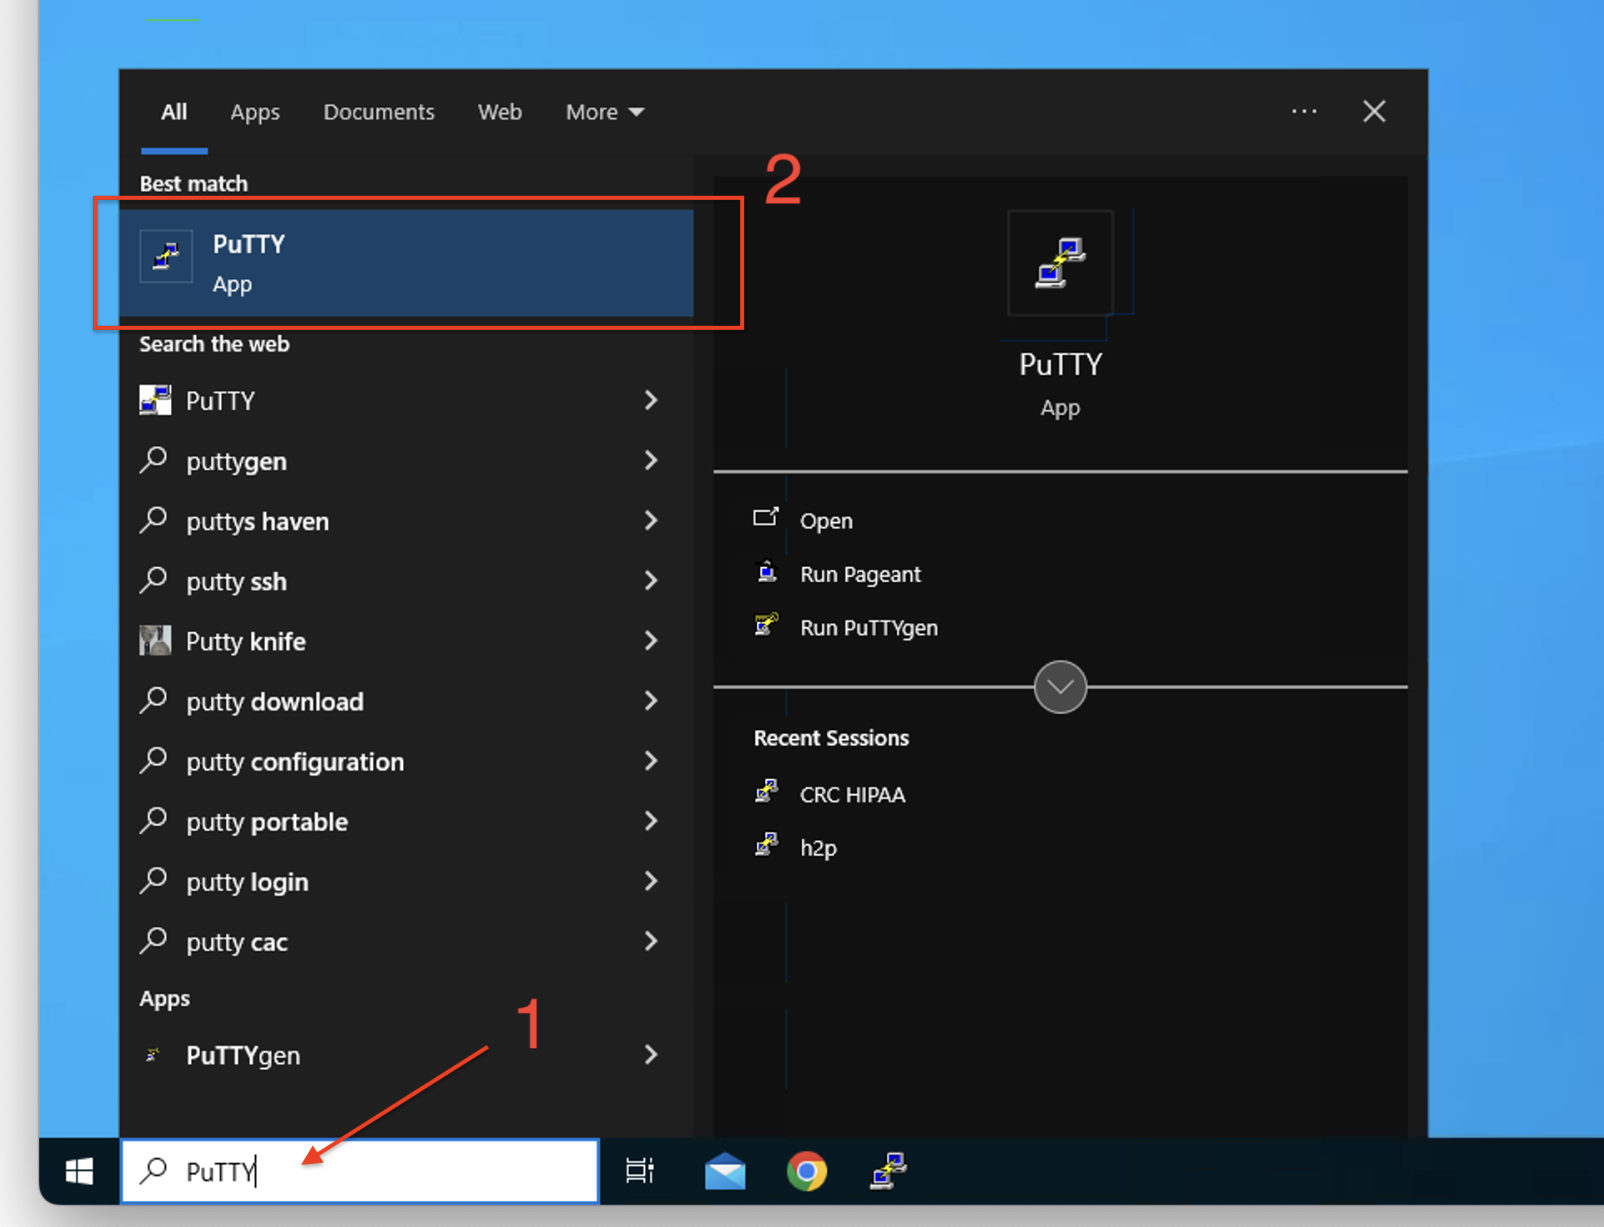 All Apps Documents Web More
Best match
2
PuTTY
App
Search the web
PuTTY
puttygen
puttys haven
putty ssh
Putty knife
putty download
putty configuration
putty portable
putty login
putty cac
Apps
1
PuTTYgen
PuTTY
App
Open
Run Pageant
Run PuTTYgen
Recent Sessions
CRC HIPAA
h2p
PuTTY